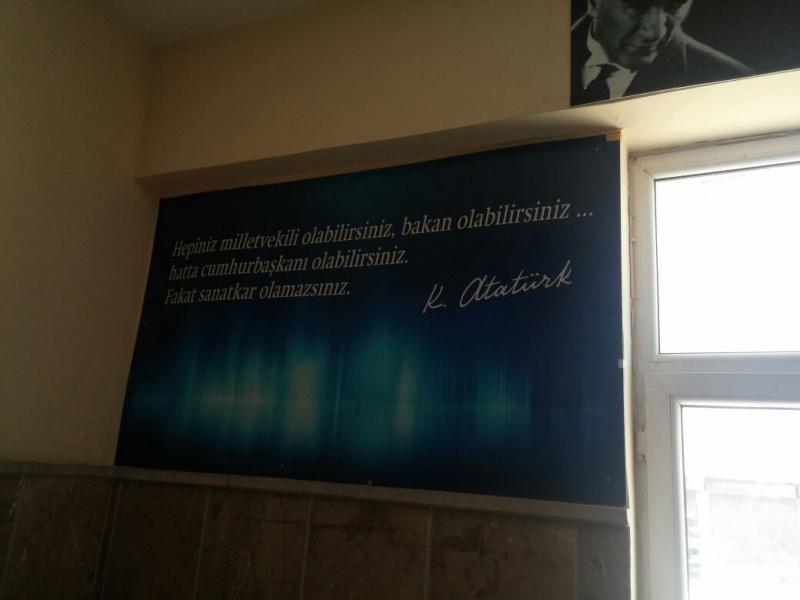 Hepiniz milletvekili olabilirsiniz, bakan olabilirsiniz ...
hatta cumhurbaşkanı olabilirsiniz.
Fakat sanatkar olamazsınız.
K. Atatürk